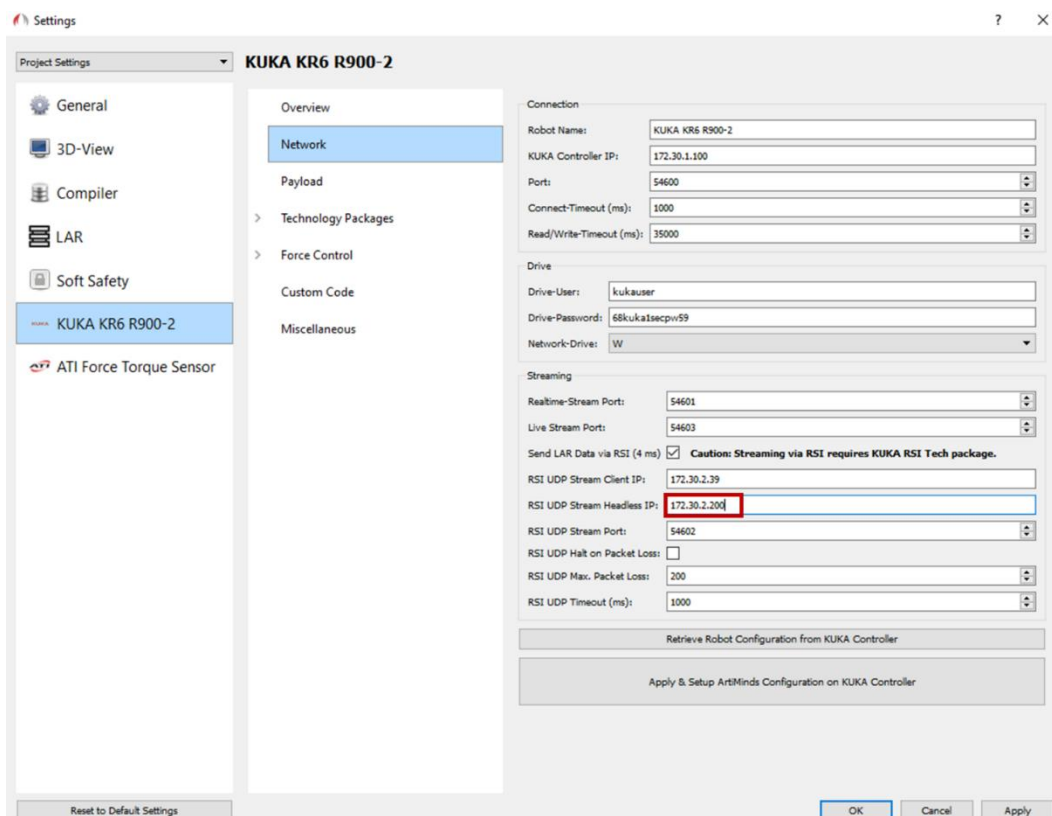 Settings
?
Project Settings
KUKA KR6 R900-2
General
3D-View
Compiler
LAR
Soft Safety
KUKA KUKA KR6 R900-2
ATI ATI Force Torque Sensor
Reset to Default Settings
Overview
Network
Payload
Technology Packages
Force Control
Custom Code
Miscellaneous
Connection
Robot Name: KUKA KR6 R900-2
KUKA Controller IP: 172.30.1.100
Port: 54600
Connect-Timeout (ms): 1000
Read/Write-Timeout (ms): 35000
Drive
Drive-User: kukauser
Drive-Password: 68kuka1secpw59
Network-Drive: W
Streaming
Realtime-Stream Port: 54601
Live Stream Port: 54603
Send LAR Data via RSI (4 ms) Caution: Streaming via RSI requires KUKA RSI Tech package.
RSI UDP Stream Client IP: 172.30.2.39
RSI UDP Stream Headless IP: 172.30.2.200
RSI UDP Stream Port: 54602
RSI UDP Halt on Packet Loss:
RSI UDP Max. Packet Loss: 200
RSI UDP Timeout (ms): 1000
Retrieve Robot Configuration from KUKA Controller
Apply & Setup ArtiMinds Configuration on KUKA Controller
OK Cancel Apply